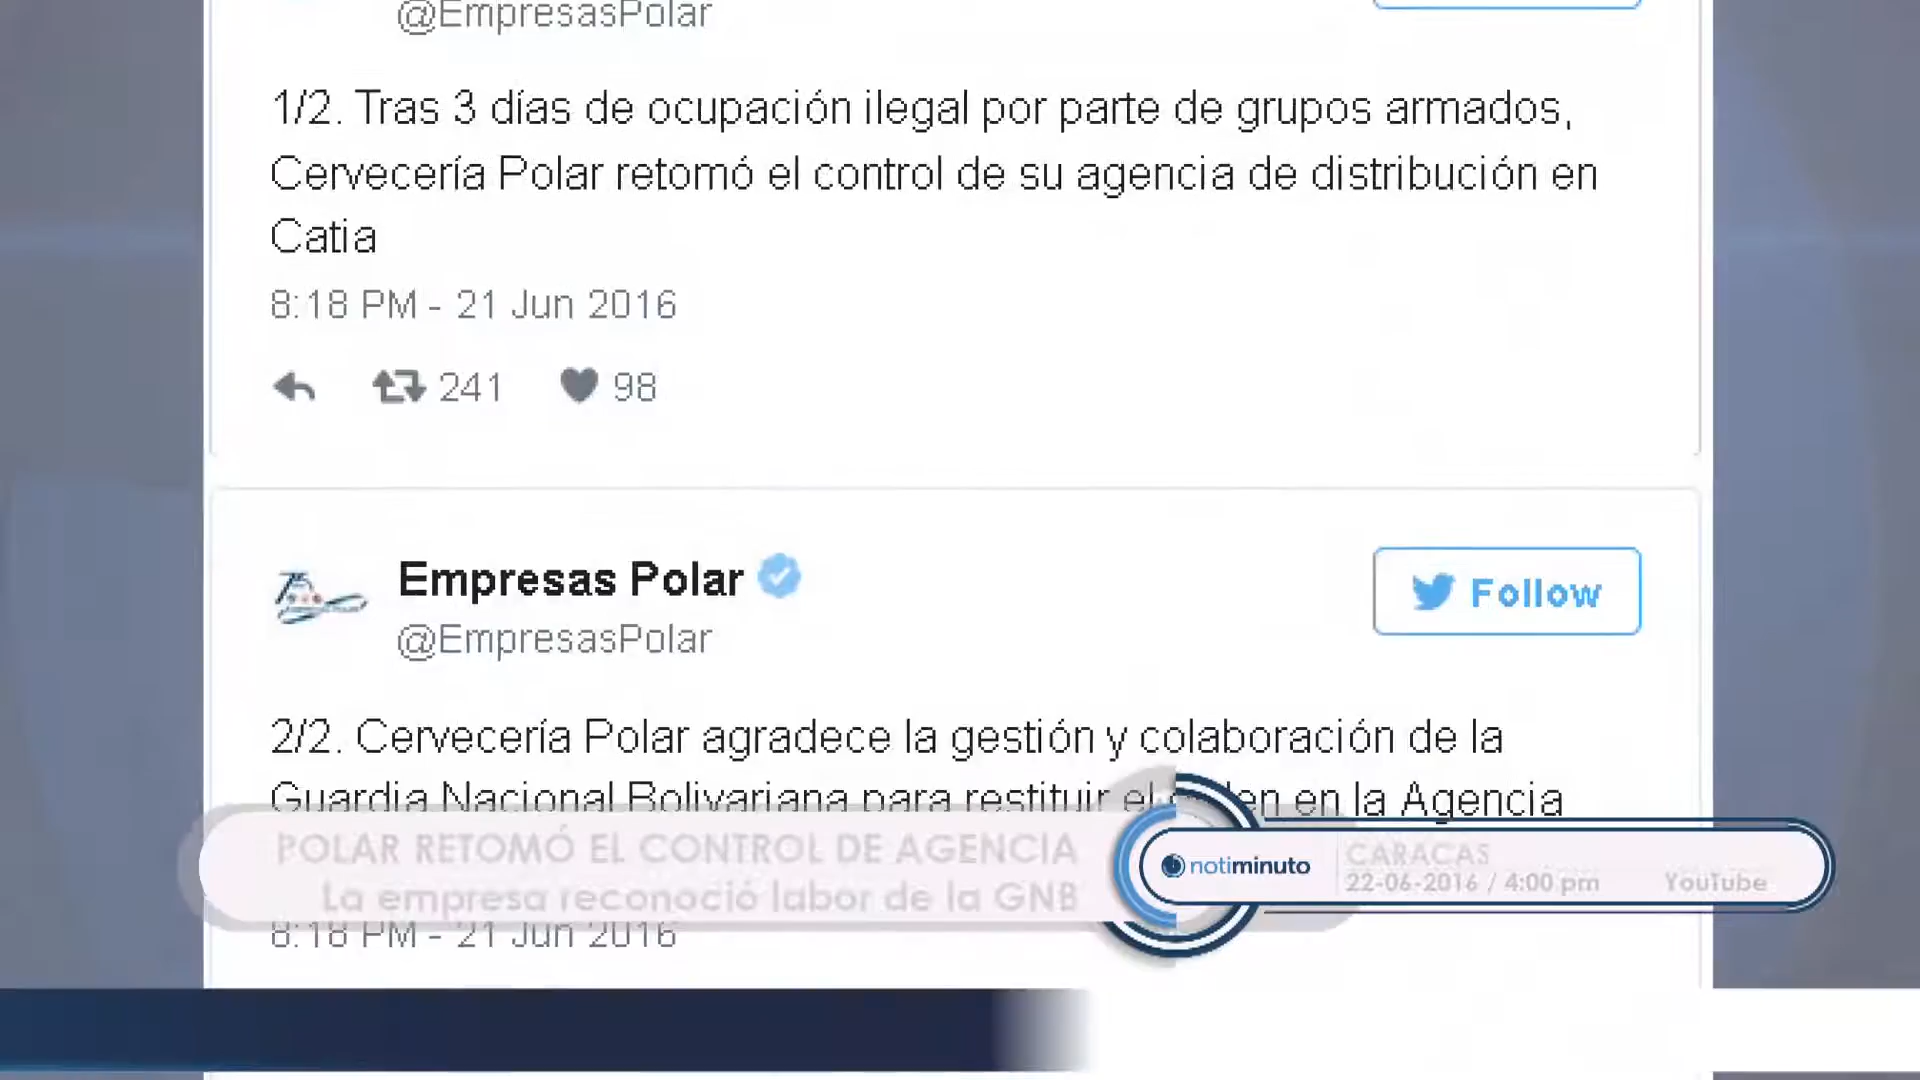 @EmpresasPolar
1/2. Tras 3 días de ocupación ilegal por parte de grupos armados,
Cervecería Polar retomó el control de su agencia de distribución en
Catia
8:18 PM - 21 Jun 2016
241 98
Empresas Polar
@EmpresasPolar
Follow
2/2. Cervecería Polar agradece la gestión y colaboración de la
Guardia Nacional Bolivariana para restituir el en la Agencia
POLAR RETOMÓ EL CONTROL DE AGENCIA
La empresa reconoció labor de la GNB
notiminuto
CARACAS
22-06-2016 / 4:00 pm YouTube
8:18 PM - 21 Jun 2016